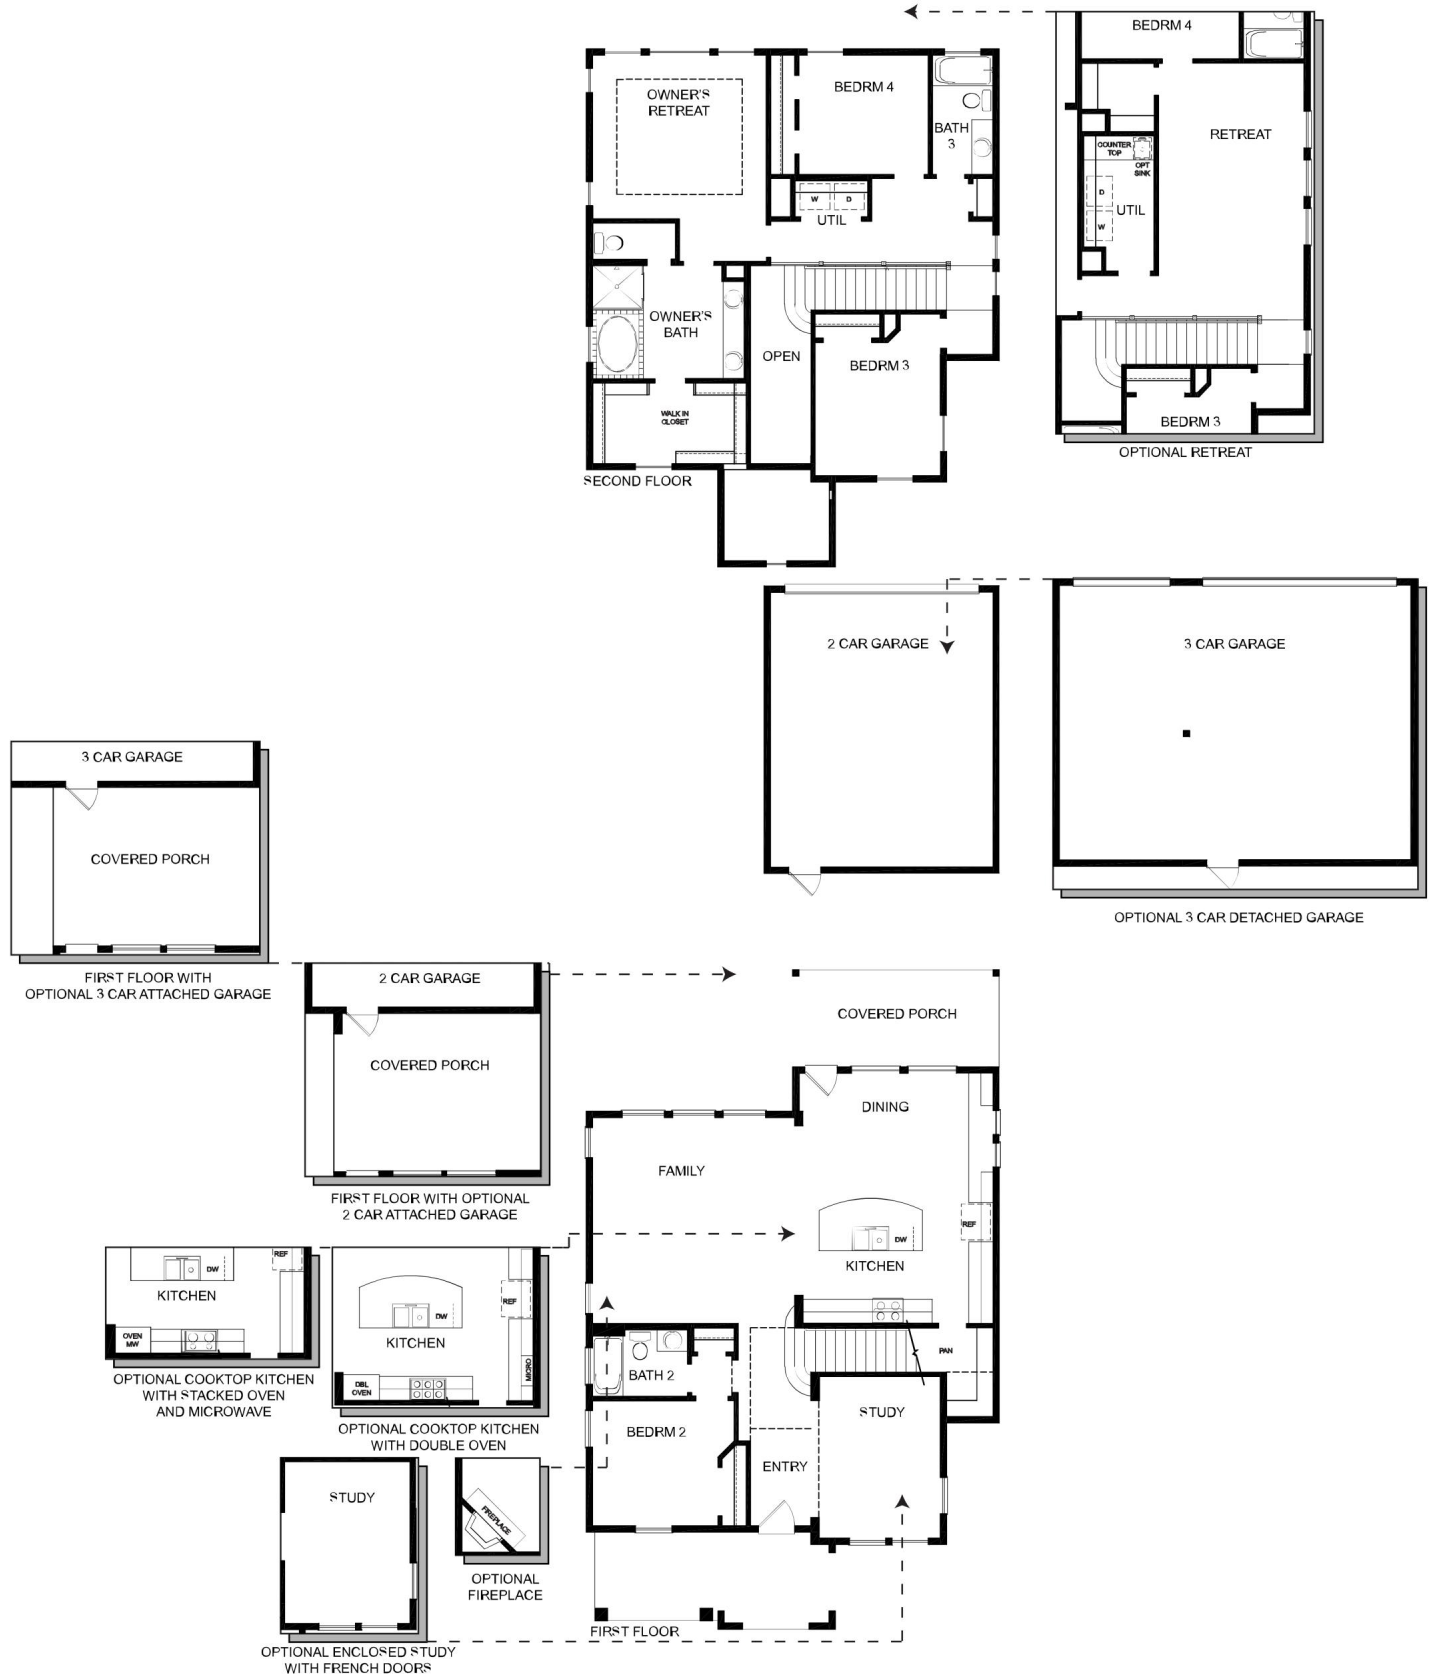 BEDRM 4
RETREAT
COUNTER
TOP
OPT
SINK
D
UTIL
W
BEDRM 3
OPTIONAL RETREAT
OWNER'S
RETREAT
BEDRM 4
BATH
3
W
D
UTIL
OWNER'S
BATH
OPEN
BEDRM 3
WALK IN
CLOSET
SECOND FLOOR
2 CAR GARAGE
3 CAR GARAGE
OPTIONAL 3 CAR DETACHED GARAGE
3 CAR GARAGE
COVERED PORCH
FIRST FLOOR WITH
OPTIONAL 3 CAR ATTACHED GARAGE
2 CAR GARAGE
COVERED PORCH
FIRST FLOOR WITH OPTIONAL
2 CAR ATTACHED GARAGE
COVERED PORCH
DINING
FAMILY
REF
DW
KITCHEN
PAN
BATH 2
STUDY
BEDRM 2
ENTRY
FIRST FLOOR
REF
DW
KITCHEN
OVEN
MW
OPTIONAL COOKTOP KITCHEN
WITH STACKED OVEN
AND MICROWAVE
REF
DW
KITCHEN
DBL
OVEN
MICRO
OPTIONAL COOKTOP KITCHEN
WITH DOUBLE OVEN
STUDY
OPTIONAL ENCLOSED STUDY
WITH FRENCH DOORS
FIREPLACE
OPTIONAL
FIREPLACE